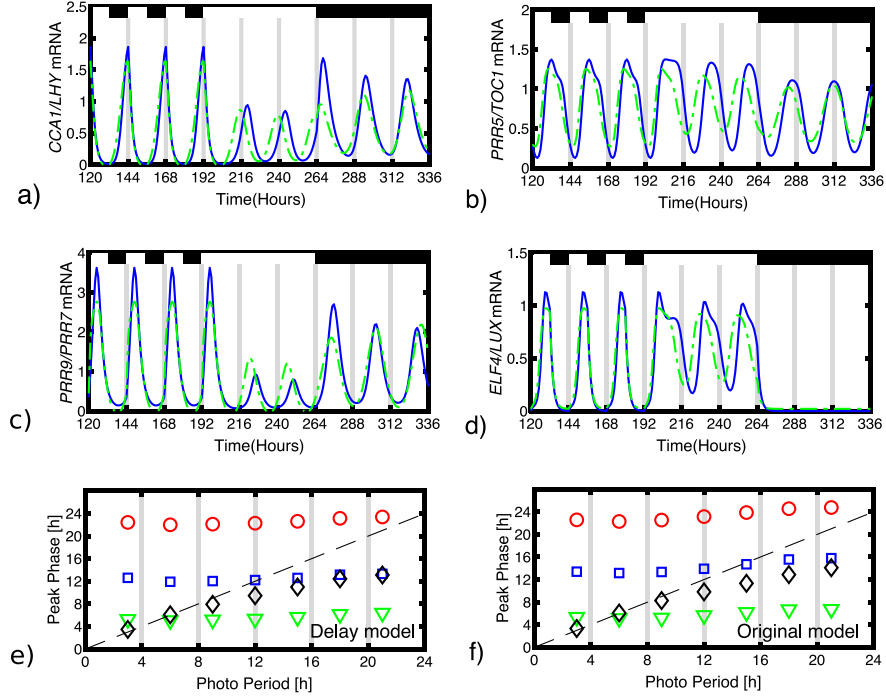 2.5
2
1.5
1
0.5
0
CCA1/LHY mRNA
120 144 168 192 216 240 264 288 312 336
Time(Hours)
a)
2
1.5
1
0.5
0
PRR5/TOC1 mRNA
120 144 168 192 216 240 264 288 312 336
Time(Hours)
b)
4
3
2
1
0
PRR9/PRR7 mRNA
120 144 168 192 216 240 264 288 312 336
Time(Hours)
c)
1.5
1
0.5
0
ELF4/LUX mRNA
120 144 168 192 216 240 264 288 312 336
Time(Hours)
d)
24
20
16
12
8
4
0
Peak Phase [h]
Delay model
0 4 8 12 16 20 24
Photo Period [h]
e)
24
20
16
12
8
4
0
Peak Phase [h]
Original model
0 4 8 12 16 20 24
Photo Period [h]
f)